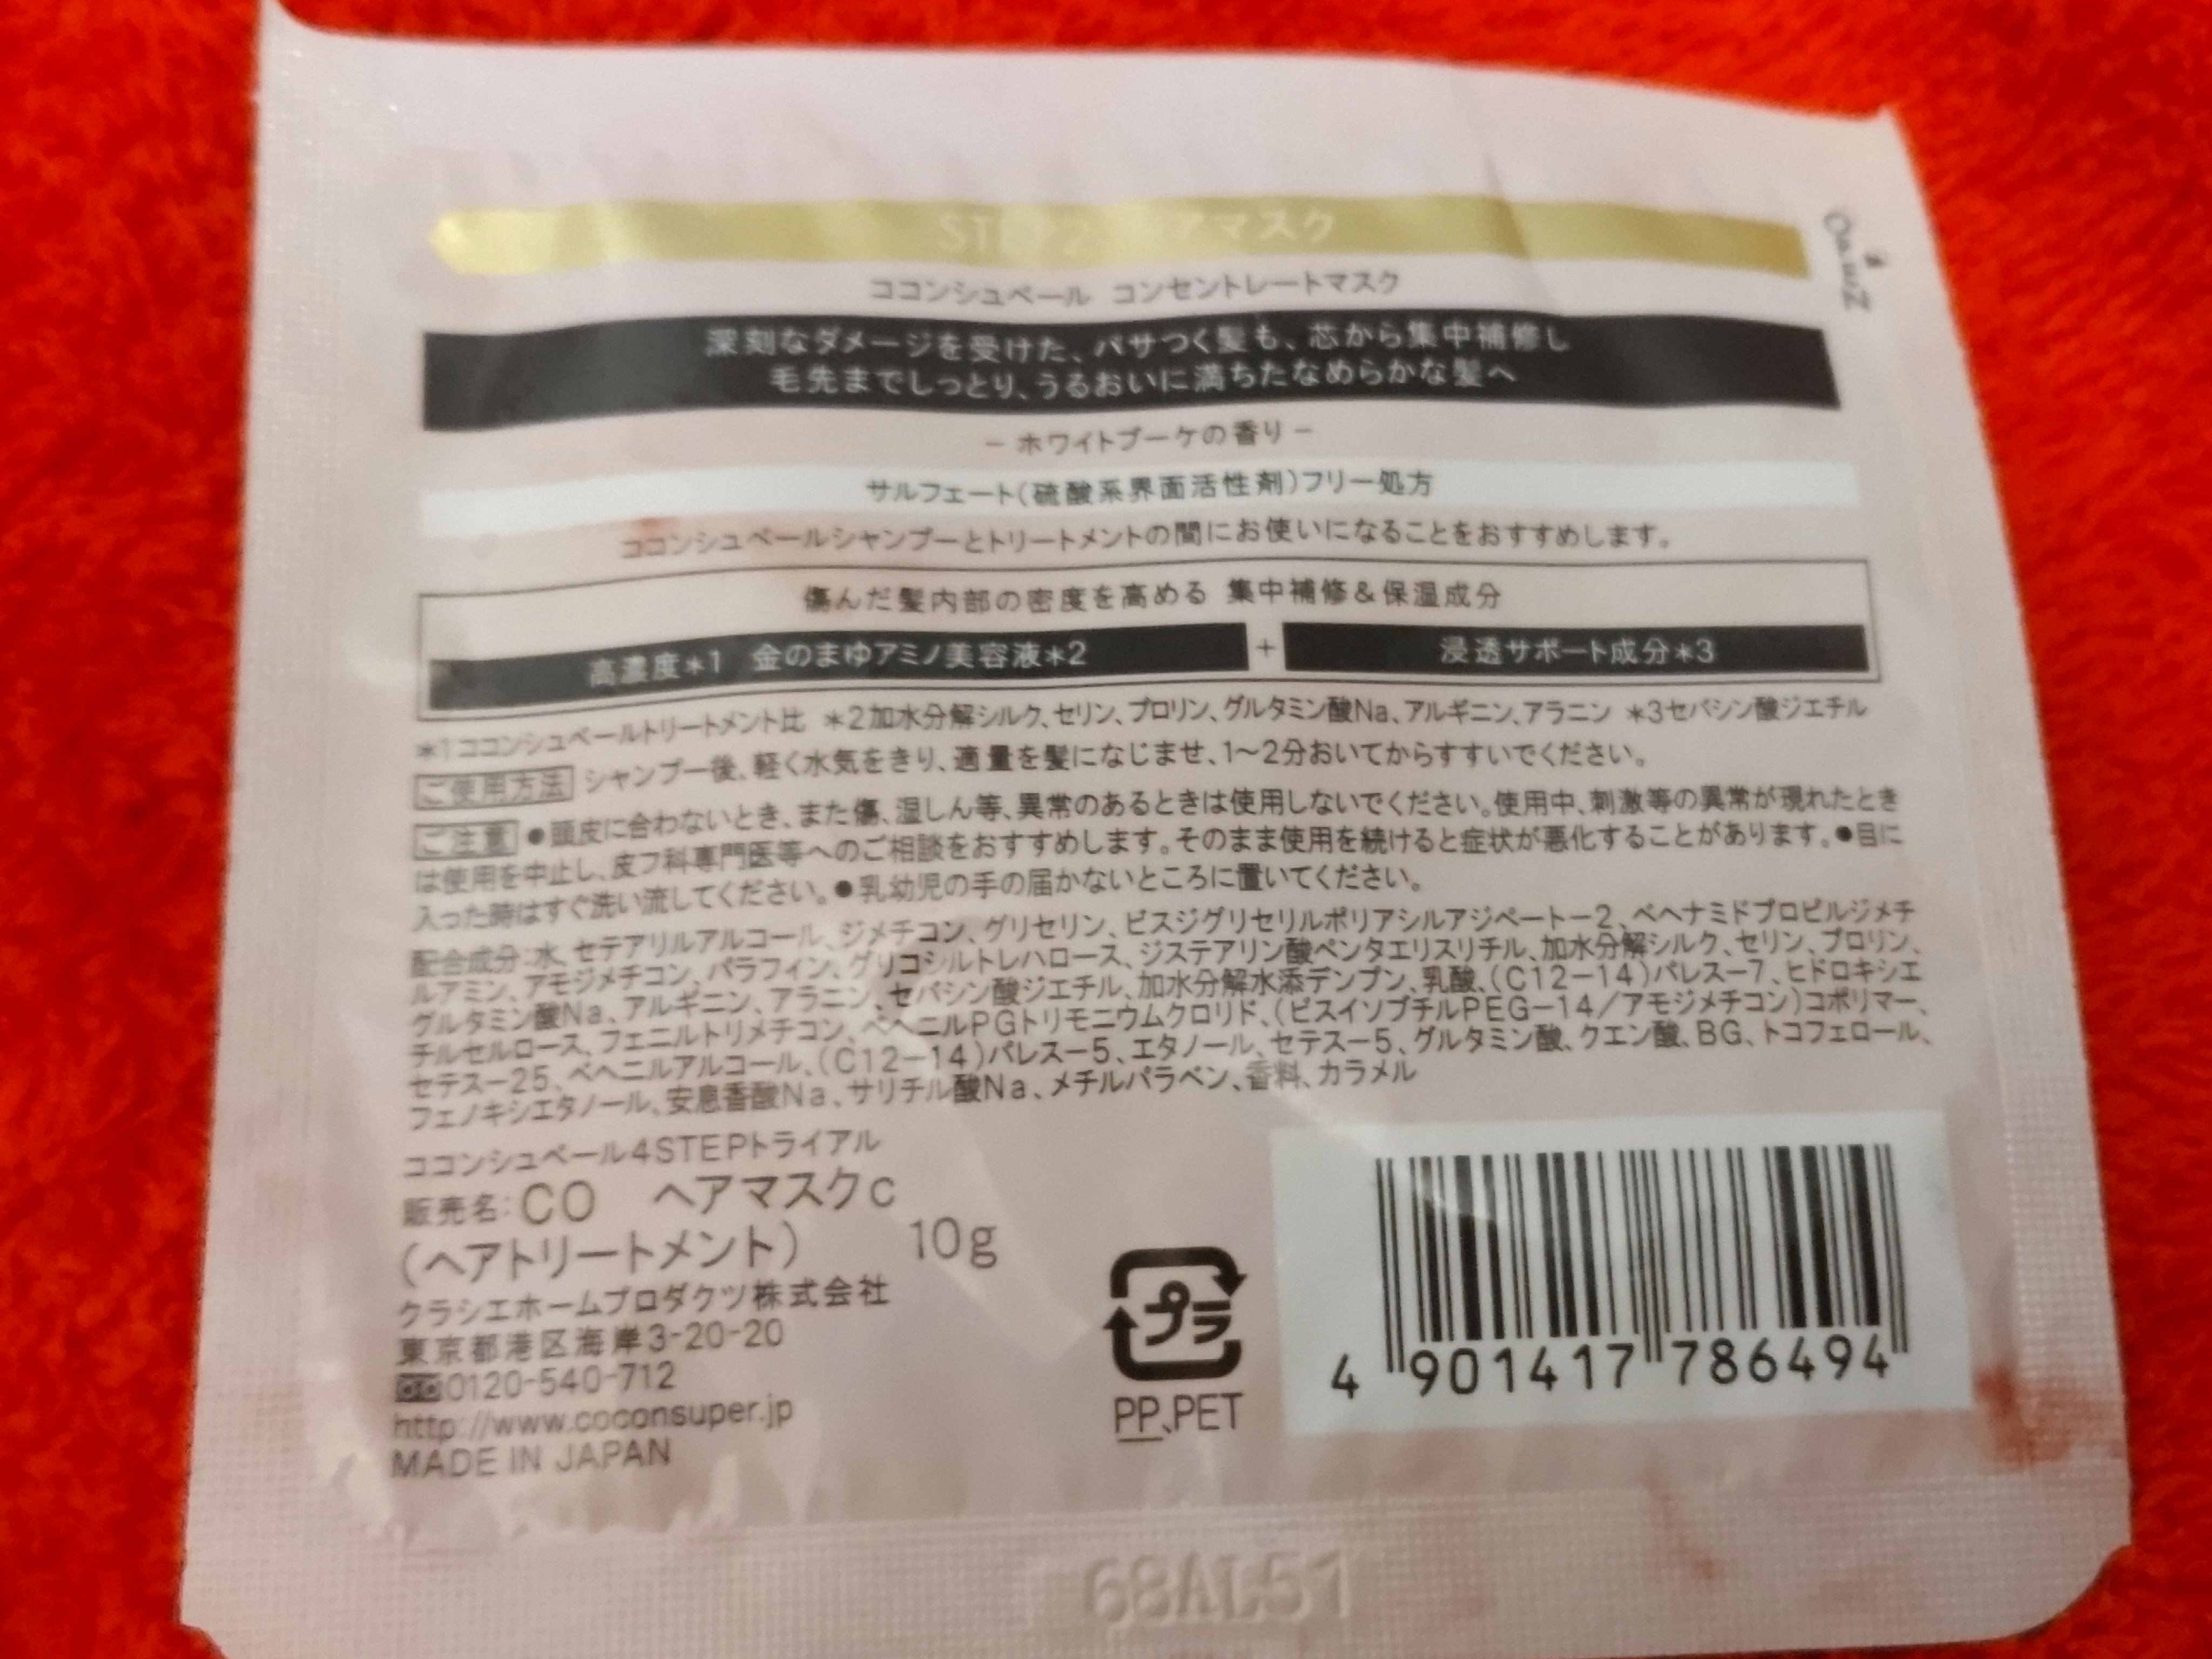 STEP2 ヘアマスク
ココンシュペール コンセントレートマスク
深刻なダメージを受けた、パサつく髪も、芯から集中補修し
毛先までしっとり、うるおいに満ちたなめらかな髪へ
– ホワイトブーケの香り –
サルフェート(硫酸系界面活性剤)フリー処方
ココンシュペールシャンプーとトリートメントの間にお使いになることをおすすめします。
傷んだ髪内部の密度を高める 集中補修&保湿成分
高濃度*1 金のまゆアミノ美容液*2 + 浸透サポート成分*3
*1ココンシュペールトリートメント比 *2加水分解シルク、セリン、プロリン、グルタミン酸Na、アルギニン、アラニン *3セバシン酸ジエチル
ご使用方法 シャンプー後、軽く水気をきり、適量を髪になじませ、1〜2分おいてからすすいでください。
ご注意 ●頭皮に合わないとき、また傷、湿しん等、異常のあるときは使用しないでください。使用中、刺激等の異常が現れたとき
は使用を中止し、皮フ科専門医等へのご相談をおすすめします。そのまま使用を続けると症状が悪化することがあります。●目に
入った時はすぐ洗い流してください。●乳幼児の手の届かないところに置いてください。
配合成分:水、セテアリルアルコール、ジメチコン、グリセリン、ビスジグリセリルポリアシルアジペート−2、ベヘナミドプロピルジメチ
ルアミン、アモジメチコン、パラフィン、グリコシルトレハロース、ジステアリン酸ペンタエリスリチル、加水分解シルク、セリン、プロリン、
グルタミン酸Na、アルギニン、アラニン、セバシン酸ジエチル、加水分解水添デンプン、乳酸、(C12−14)パレス−7、ヒドロキシエ
チルセルロース、フェニルトリメチコン、ベヘニルPGトリモニウムクロリド、(ビスイソブチルPEG−14/アモジメチコン)コポリマー、
セテス−25、ベヘニルアルコール、(C12−14)パレス−5、エタノール、セテス−5、グルタミン酸、クエン酸、BG、トコフェロール、
フェノキシエタノール、安息香酸Na、サリチル酸Na、メチルパラベン、香料、カラメル
ココンシュペール4STEPトライアル
販売名:CO ヘアマスクc
(ヘアトリートメント) 10g
クラシエホームプロダクツ株式会社
東京都港区海岸3-20-20
0120-540-712
http://www.coconsuper.jp
MADE IN JAPAN
プラ
PP、PET
4 901417 786494
68AL51